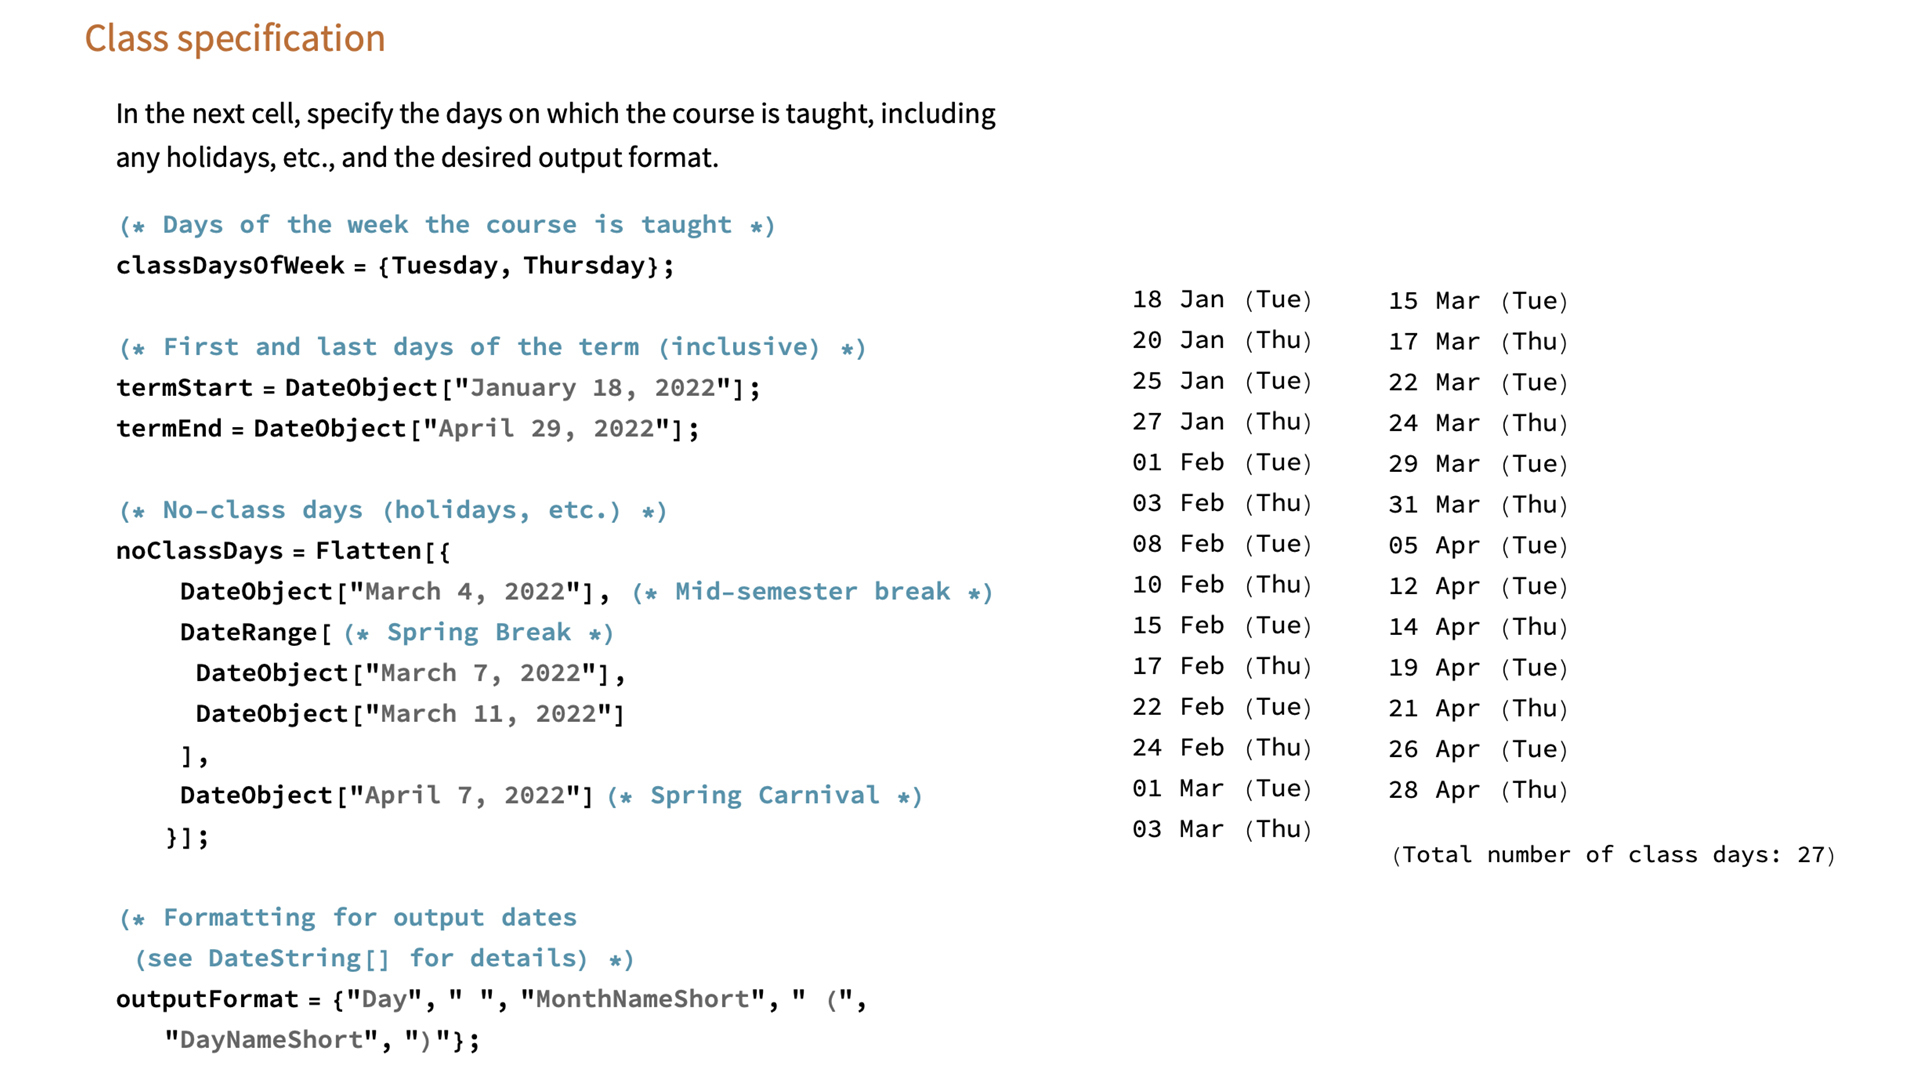 Class specification
In the next cell, specify the days on which the course is taught, including
any holidays, etc., and the desired output format.
(* Days of the week the course is taught *)
classDaysOfWeek = {Tuesday, Thursday};
(* First and last days of the term (inclusive) *)
termStart = DateObject["January 18, 2022"];
termEnd = DateObject["April 29, 2022"];
(* No-class days (holidays, etc.) *)
noClassDays = Flatten[{
DateObject["March 4, 2022"], (* Mid-semester break *)
DateRange[ (* Spring Break *)
DateObject["March 7, 2022"],
DateObject["March 11, 2022"]
],
DateObject["April 7, 2022"] (* Spring Carnival *)
}];
(* Formatting for output dates
(see DateString[] for details) *)
outputFormat = {"Day", " ", "MonthNameShort", " (",
"DayNameShort", ")"};
18 Jan (Tue)
20 Jan (Thu)
25 Jan (Tue)
27 Jan (Thu)
01 Feb (Tue)
03 Feb (Thu)
08 Feb (Tue)
10 Feb (Thu)
15 Feb (Tue)
17 Feb (Thu)
22 Feb (Tue)
24 Feb (Thu)
01 Mar (Tue)
03 Mar (Thu)
15 Mar (Tue)
17 Mar (Thu)
22 Mar (Tue)
24 Mar (Thu)
29 Mar (Tue)
31 Mar (Thu)
05 Apr (Tue)
12 Apr (Tue)
14 Apr (Thu)
19 Apr (Tue)
21 Apr (Thu)
26 Apr (Tue)
28 Apr (Thu)
(Total number of class days: 27)